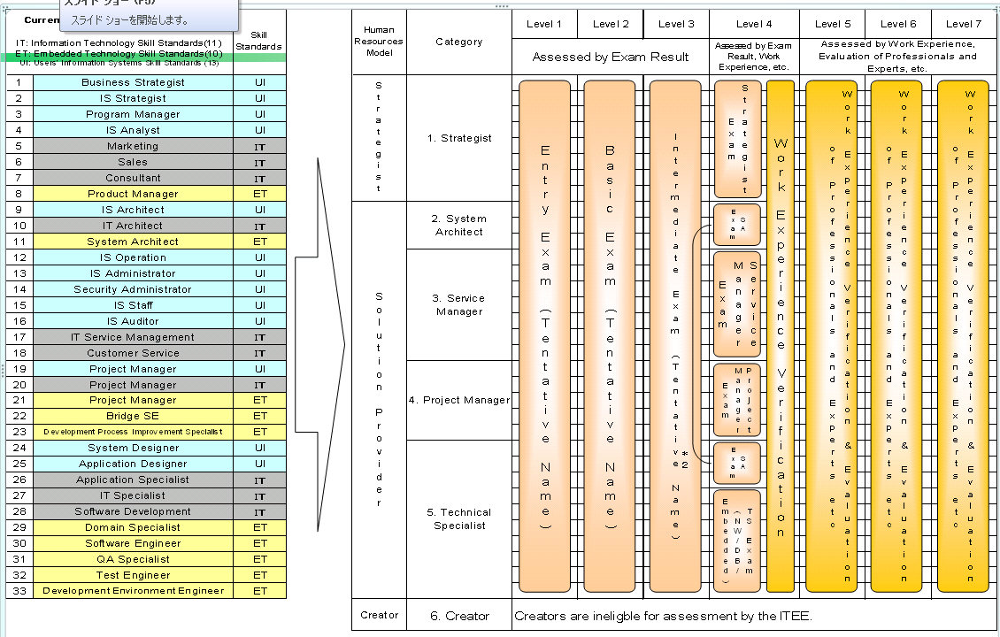 スライド ショー (F5)
スライド ショーを開始します。
Curren
Skill
Standards
IT: Information Technology Skill Standards(11)
ET: Embedded Technology Skill Standards(10)
UI: Users' Information Systems Skill Standards (13)
1 Business Strategist UI
2 IS Strategist UI
3 Program Manager UI
4 IS Analyst UI
5 Marketing IT
6 Sales IT
7 Consultant IT
8 Product Manager ET
9 IS Architect UI
10 IT Architect IT
11 System Architect ET
12 IS Operation UI
13 IS Administrator UI
14 Security Administrator UI
15 IS Staff UI
16 IS Auditor UI
17 IT Service Management IT
18 Customer Service IT
19 Project Manager UI
20 Project Manager IT
21 Project Manager ET
22 Bridge SE ET
23 Development Process Improvement Specialist ET
24 System Designer UI
25 Application Designer UI
26 Application Specialist IT
27 IT Specialist IT
28 Software Development IT
29 Domain Specialist ET
30 Software Engineer ET
31 QA Specialist ET
32 Test Engineer ET
33 Development Environment Engineer ET
Human
Resources
Model
Category
Level 1
Level 2
Level 3
Level 4
Level 5
Level 6
Level 7
Assessed by Exam Result
Assessed by Exam
Result, Work
Experience, etc.
Assessed by Work Experience,
Evaluation of Professionals and
Experts, etc.
Strategist
1. Strategist
Solution Provider
2. System
Architect
3. Service
Manager
4. Project Manager
5. Technical
Specialist
Entry Exam (Tentative Name)
Basic Exam (Tentative Name)
Intermediate Exam (Tentative Name)
*2
Strategist
Exam
SA
Exam
Service
Manager
Exam
Project
Manager
Exam
SA
Exam
TS Exam
(NW/DB/
Embedded)
Work Experience Verification
Work Experience Verification & Evaluation
of Professionals and Experts etc
Work Experience Verification & Evaluation
of Professionals and Experts etc
Work Experience Verification & Evaluation
of Professionals and Experts etc
Creator
6. Creator
Creators are ineligble for assessment by the ITEE.